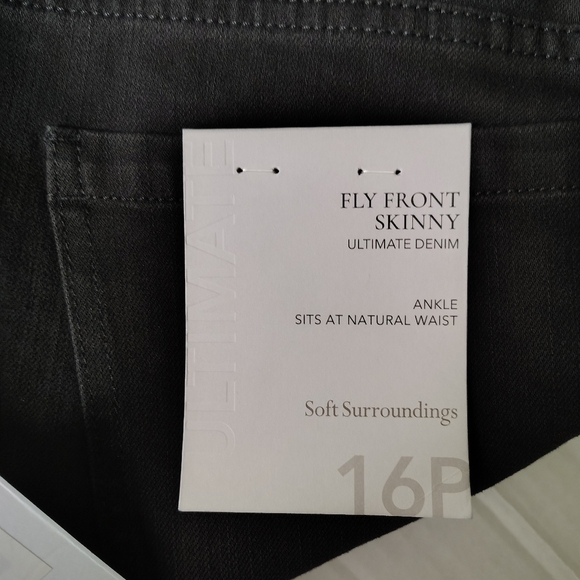 ULTIMATE
FLY FRONT
SKINNY
ULTIMATE DENIM
ANKLE
SITS AT NATURAL WAIST
Soft Surroundings
16P